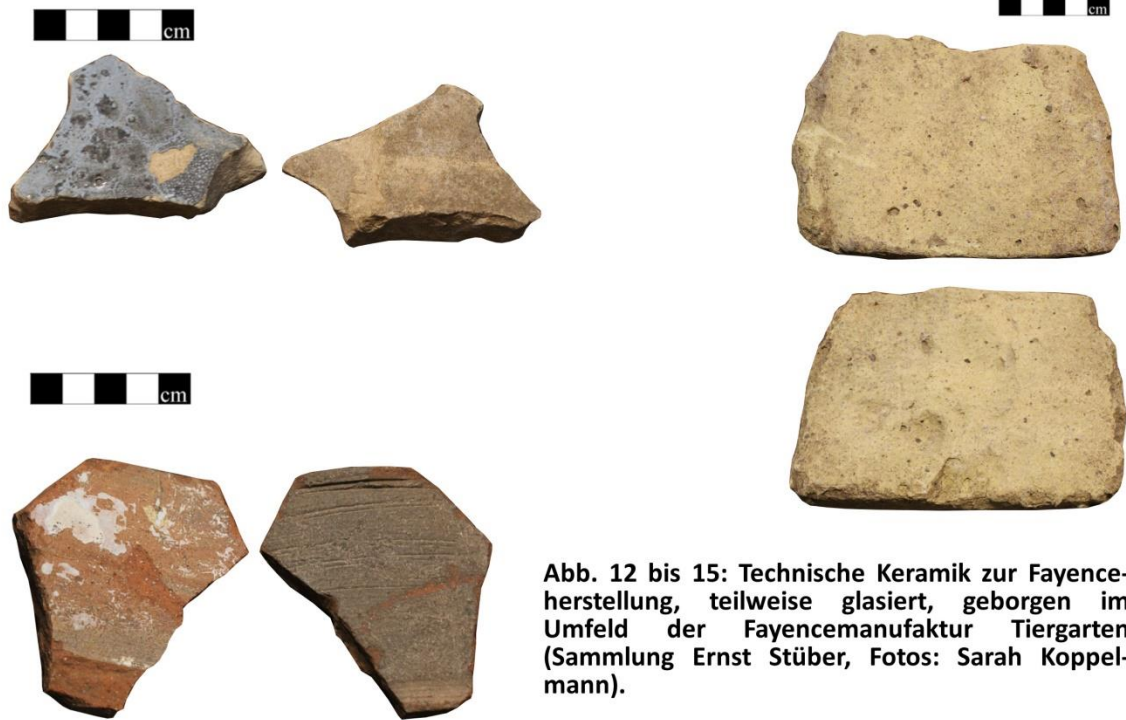 cm
cm
cm
Abb. 12 bis 15: Technische Keramik zur Fayence-
herstellung, teilweise glasiert, geborgen im
Umfeld der Fayencemanufaktur Tiergarten
(Sammlung Ernst Stüber, Fotos: Sarah Koppel-
mann).